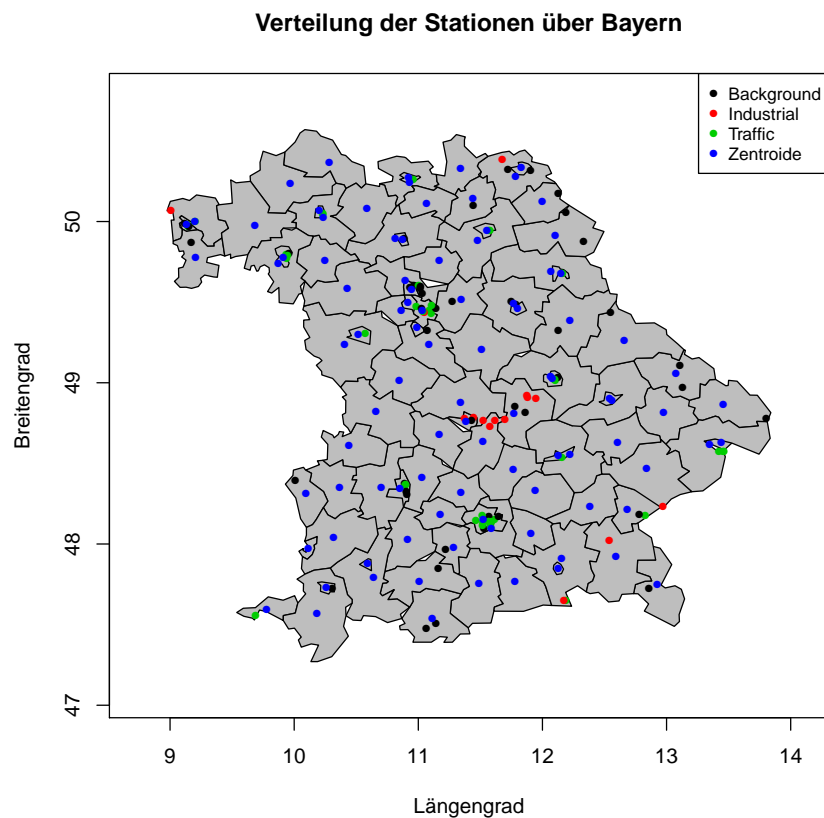 Verteilung der Stationen über Bayern
Background
Industrial
Traffic
Zentroide
50
49
48
47
Breitengrad
9 10 11 12 13 14
Längengrad